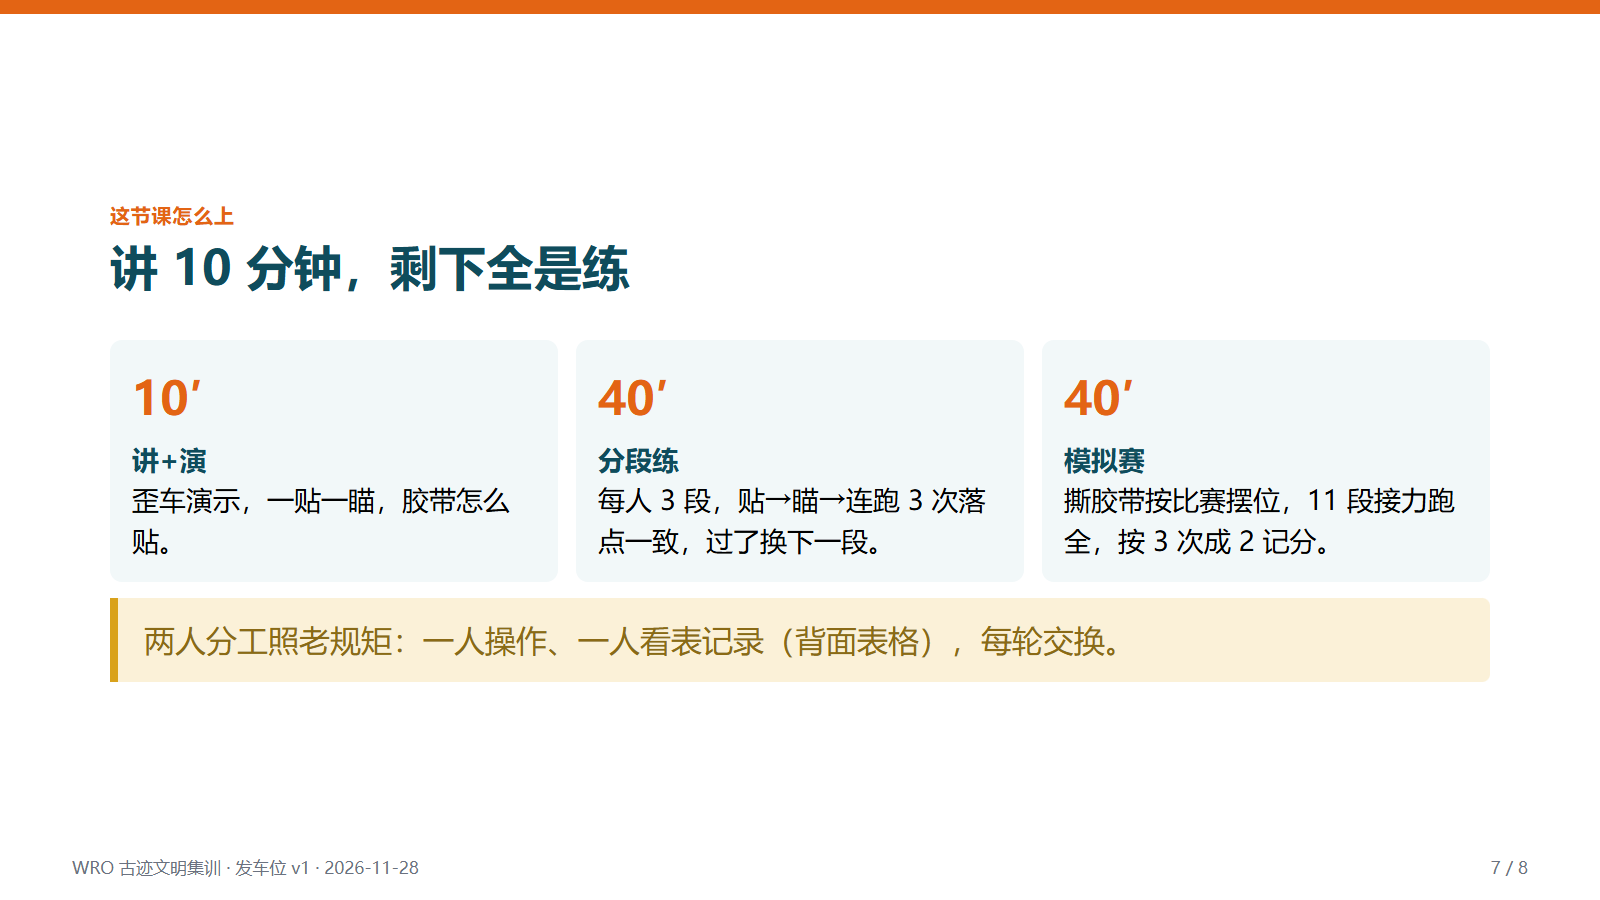 这节课怎么上
讲 10 分钟，剩下全是练
10′
讲+演
歪车演示，一贴一瞄，胶带怎么
贴。
40′
分段练
每人 3 段，贴→瞄→连跑 3 次落
点一致，过了换下一段。
40′
模拟赛
撕胶带按比赛摆位，11 段接力跑
全，按 3 次成 2 记分。
两人分工照老规矩：一人操作、一人看表记录（背面表格），每轮交换。
WRO 古迹文明集训 · 发车位 v1 · 2026-11-28
7 / 8